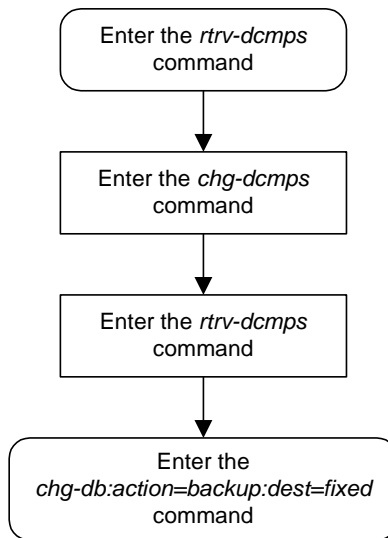 Enter the rtrv-dcmps
command
Enter the chg-dcmps
command
Enter the rtrv-dcmps
command
Enter the
chg-db:action=backup:dest=fixed
command